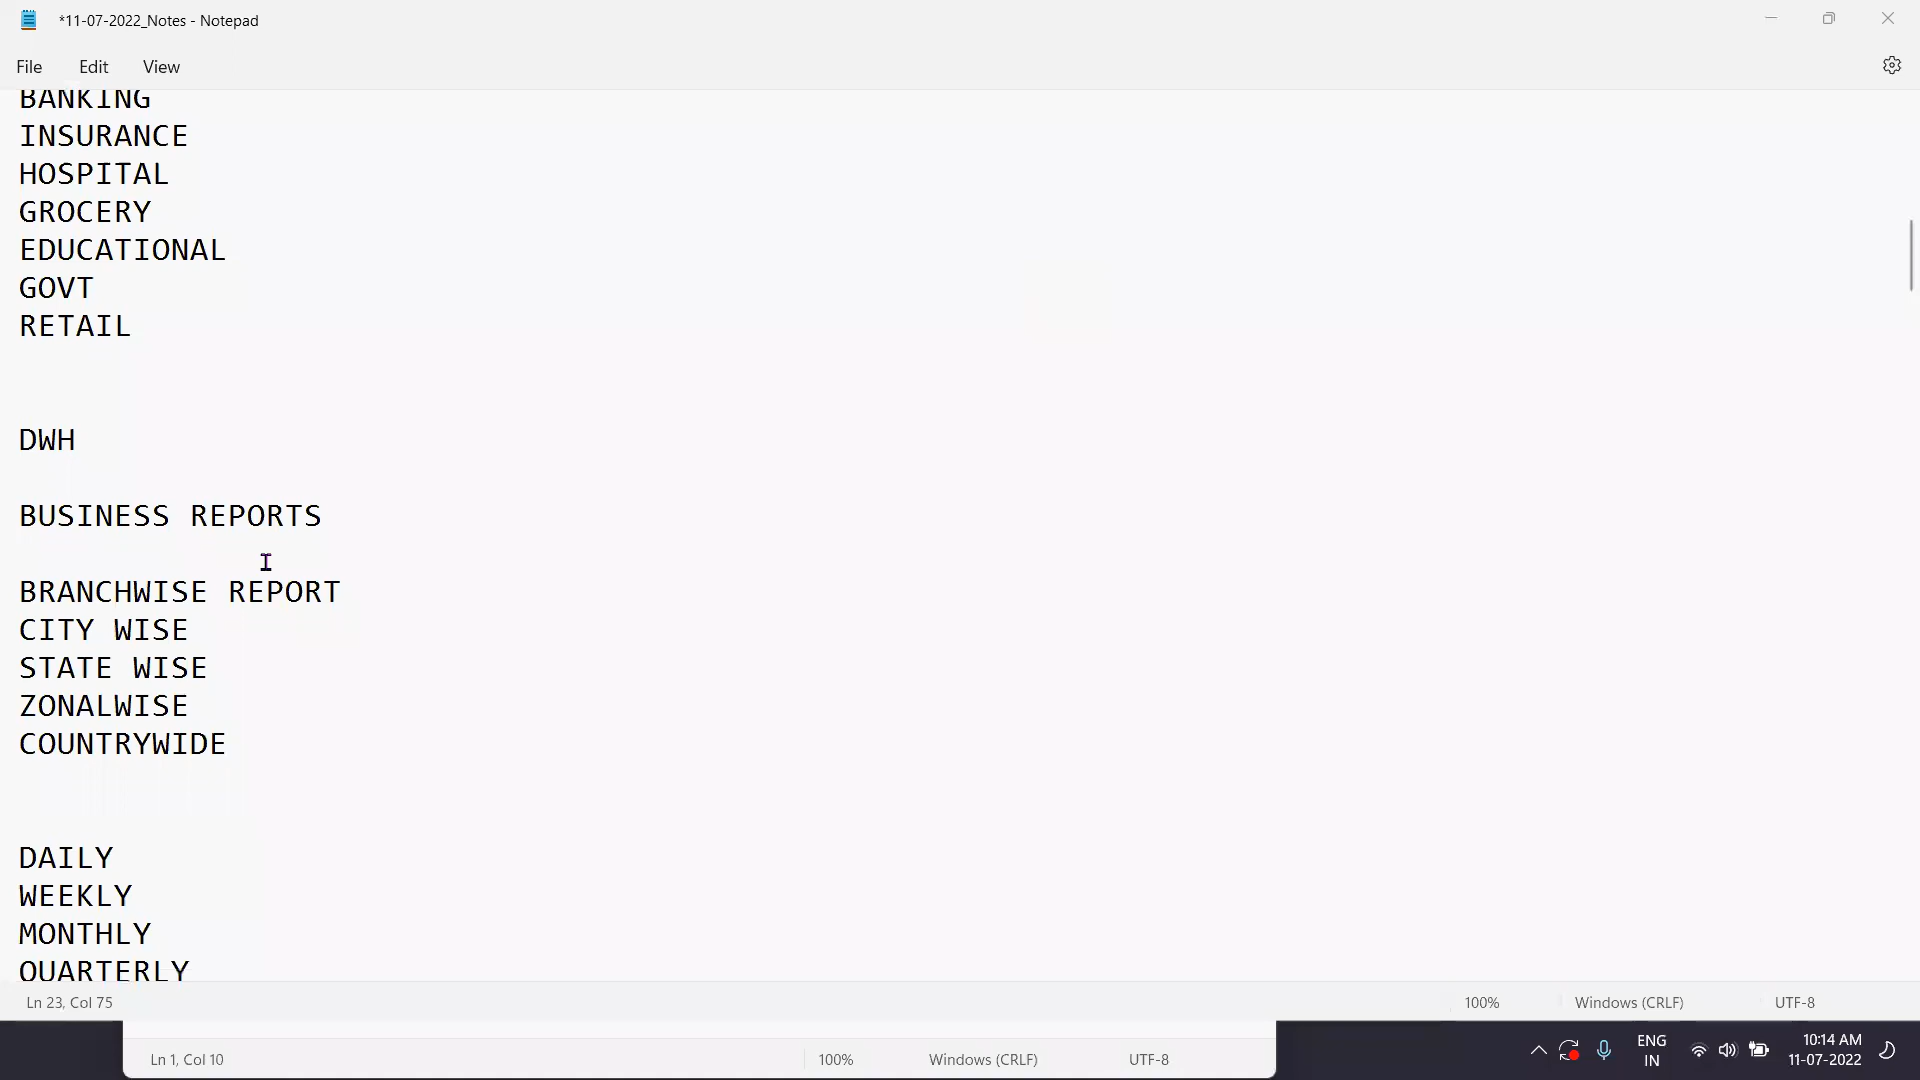 *11-07-2022_Notes - Notepad
File Edit View
BANKING
INSURANCE
HOSPITAL
GROCERY
EDUCATIONAL
GOVT
RETAIL
DWH
BUSINESS REPORTS
BRANCHWISE REPORT
CITY WISE
STATE WISE
ZONALWISE
COUNTRYWIDE
DAILY
WEEKLY
MONTHLY
QUARTERLY
Ln 23, Col 75 100% Windows (CRLF) UTF-8
Ln 1, Col 10 100% Windows (CRLF) UTF-8
ENG
IN
10:14 AM
11-07-2022